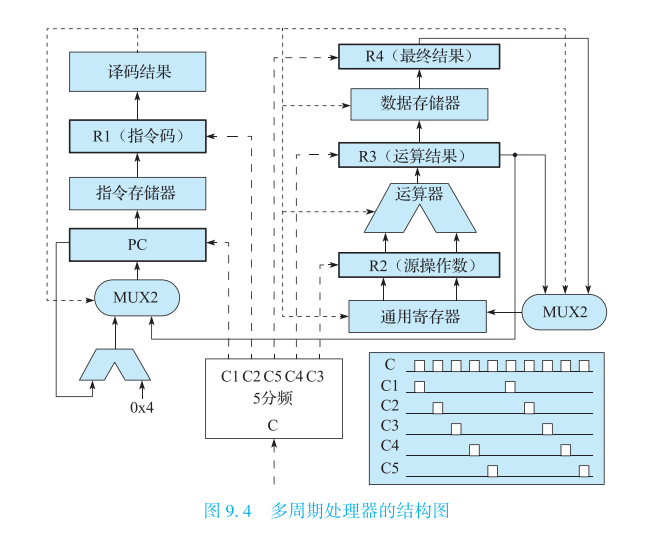 译码结果
R1（指令码）
指令存储器
PC
MUX2
0x4
R4（最终结果）
数据存储器
R3（运算结果）
运算器
R2（源操作数）
通用寄存器
MUX2
C1 C2 C5 C4 C3
5分频
C
C
C1
C2
C3
C4
C5
图 9.4 多周期处理器的结构图